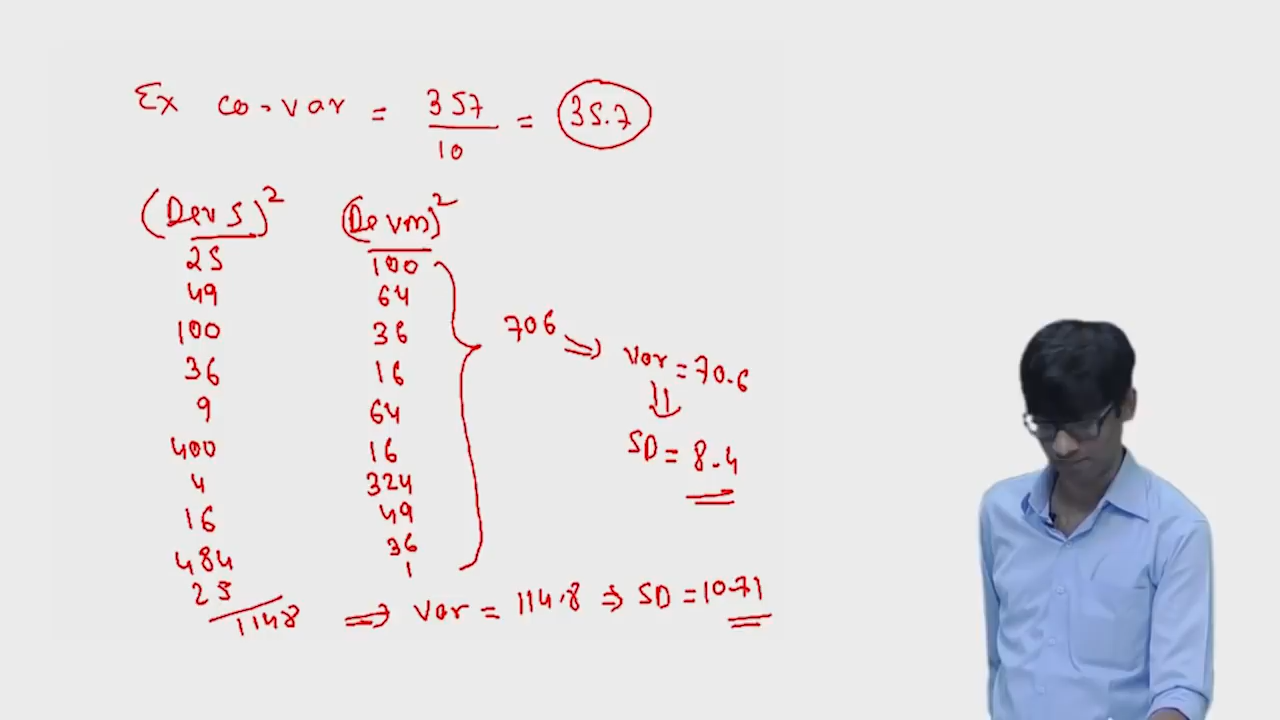 Ex co-var = 357/10 = 35.7
(Dev S)² (Dev m)²
25 100
49 64
100 36
36 16
9 64
400 16
4 324
16 49
484 36
25 1
706 ⇒ var = 70.6
⇓
SD = 8.4
1148 ⇒ Var = 114.8 ⇒ SD = 10.71